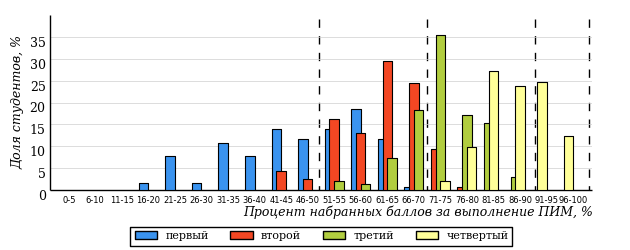 Доля студентов, %
35
30
25
20
15
10
5
0
0-5 6-10 11-15 16-20 21-25 26-30 31-35 36-40 41-45 46-50 51-55 56-60 61-65 66-70 71-75 76-80 81-85 86-90 91-95 96-100
Процент набранных баллов за выполнение ПИМ, %
первый второй третий четвертый